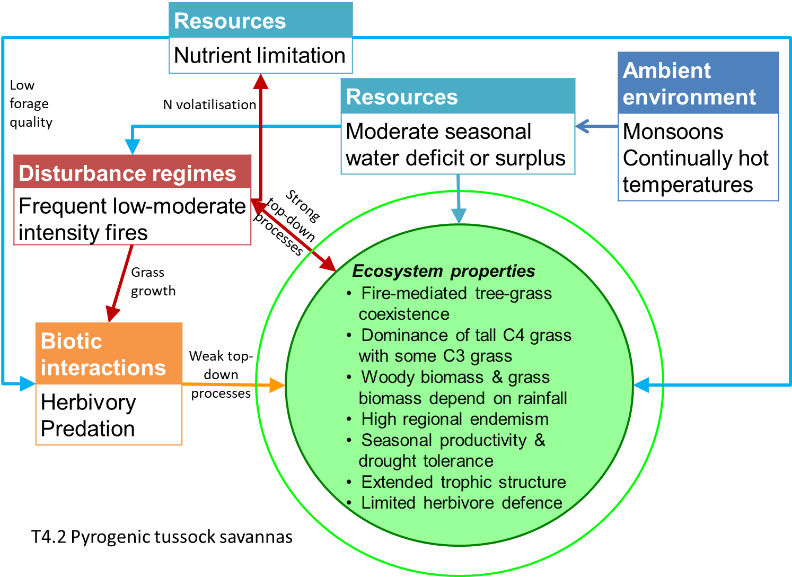 Resources
Nutrient limitation
Low
forage
quality
N volatilisation
Resources
Moderate seasonal
water deficit or surplus
Ambient
environment
Monsoons
Continually hot
temperatures
Disturbance regimes
Frequent low-moderate
intensity fires
Strong
top-down
processes
Grass
growth
Biotic
interactions
Herbivory
Predation
Weak top-
down
processes
Ecosystem properties
• Fire-mediated tree-grass
coexistence
• Dominance of tall C4 grass
with some C3 grass
• Woody biomass & grass
biomass depend on rainfall
• High regional endemism
• Seasonal productivity &
drought tolerance
• Extended trophic structure
• Limited herbivore defence
T4.2 Pyrogenic tussock savannas